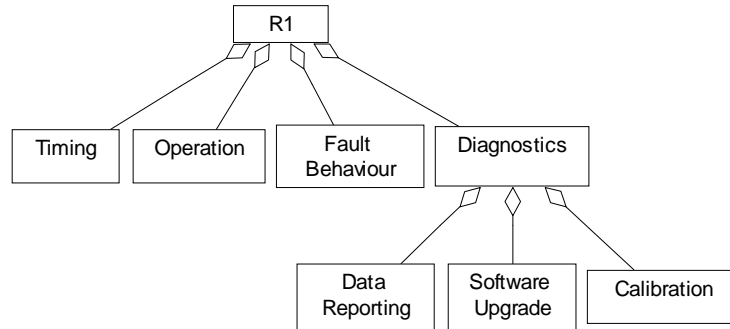 R1
Timing
Operation
Fault
Behaviour
Diagnostics
Data
Reporting
Software
Upgrade
Calibration